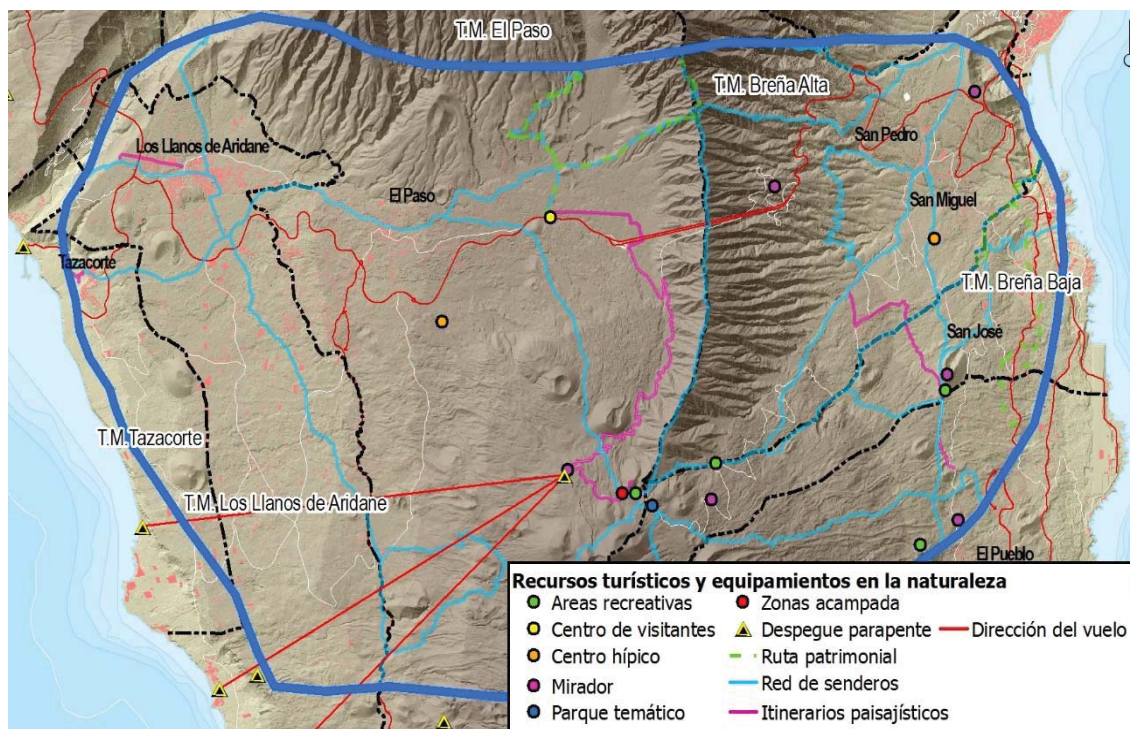 T.M. El Paso
T.M. Breña Alta
San Pedro
Los Llanos de Aridane
El Paso
San Miguel
Tazacorte
T.M. Breña Baja
San José
T.M. Tazacorte
T.M. Los Llanos de Aridane
El Pueblo
Recursos turísticos y equipamientos en la naturaleza
Areas recreativas
Zonas acampada
Centro de visitantes
Despegue parapente
Dirección del vuelo
Centro hípico
Ruta patrimonial
Mirador
Red de senderos
Parque temático
Itinerarios paisajísticos